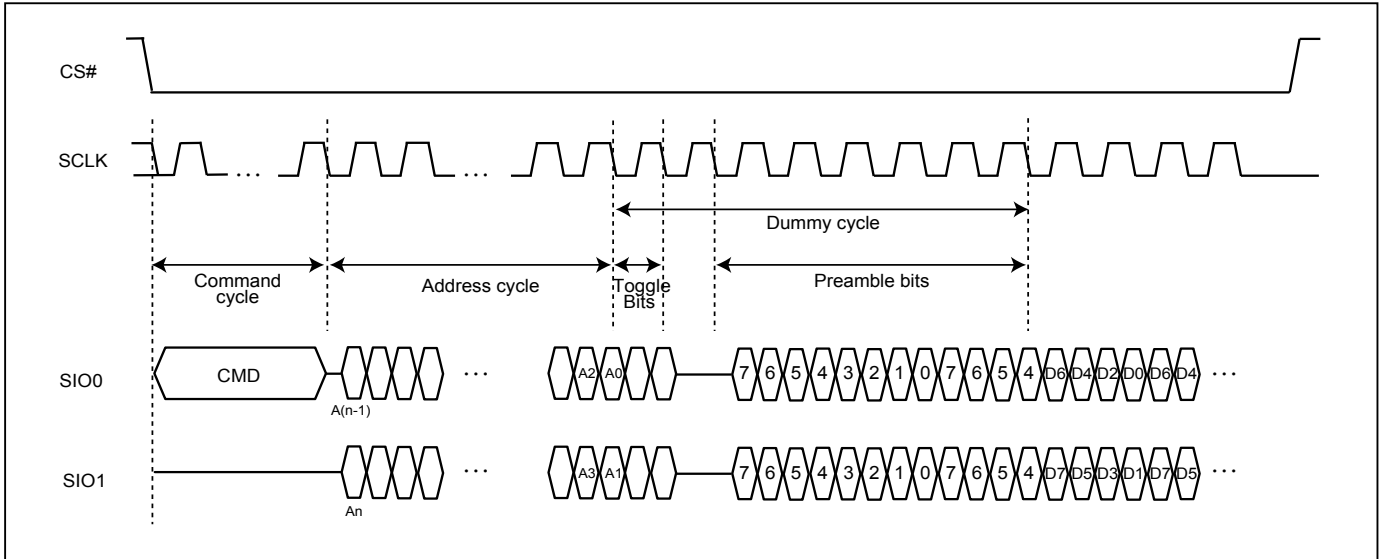 CS#
SCLK
... ...
Dummy cycle
Command
cycle
Address cycle
Toggle
Bits
Preamble bits
SIO0
CMD
A(n-1)
...
A2 A0
7 6 5 4 3 2 1 0 7 6 5 4 D6 D4 D2 D0 D6 D4 ...
SIO1
An
...
A3 A1
7 6 5 4 3 2 1 0 7 6 5 4 D7 D5 D3 D1 D7 D5 ...